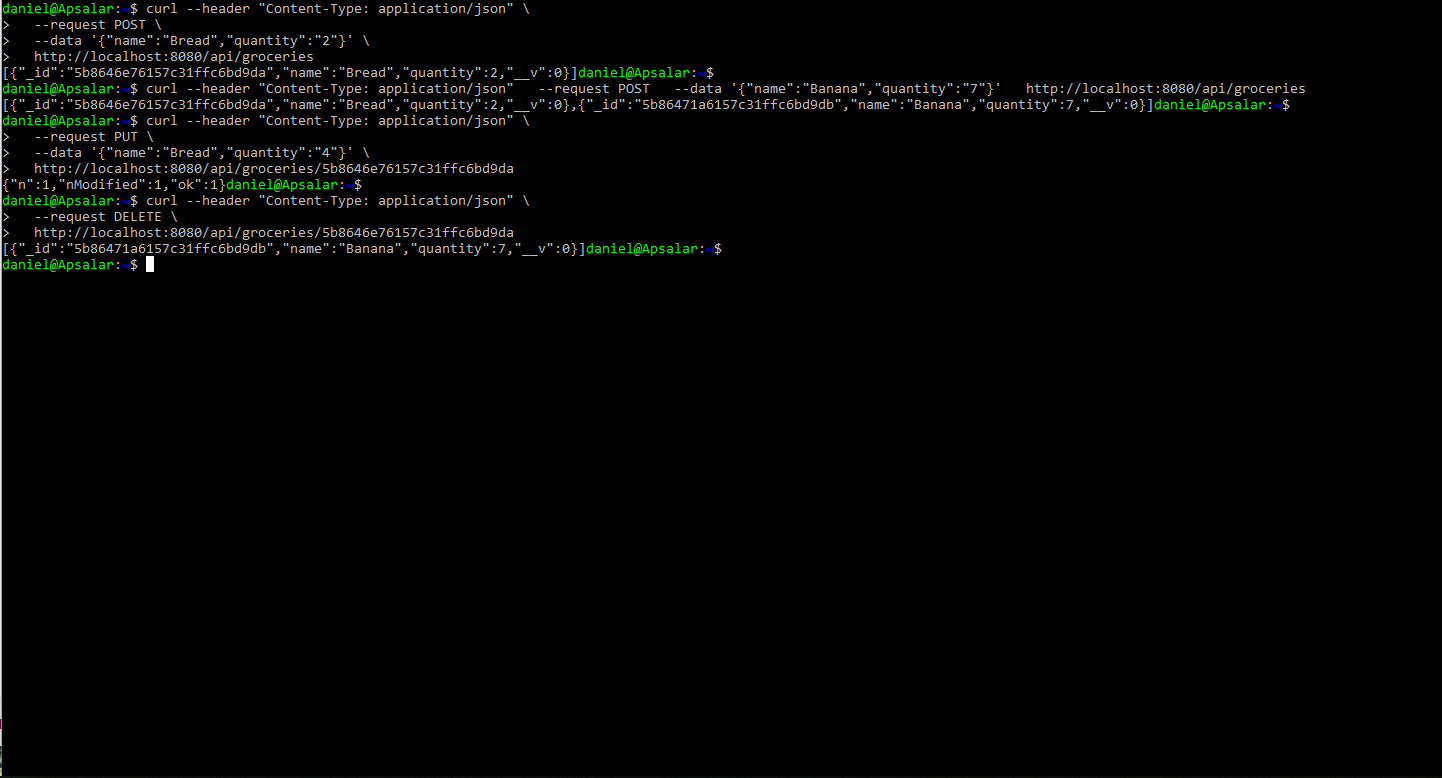 daniel@Apsalar:~$ curl --header "Content-Type: application/json" \
>   --request POST \
>   --data '{"name":"Bread","quantity":"2"}' \
>   http://localhost:8080/api/groceries
[{"_id":"5b8646e76157c31ffc6bd9da","name":"Bread","quantity":2,"__v":0}]daniel@Apsalar:~$
daniel@Apsalar:~$ curl --header "Content-Type: application/json"   --request POST   --data '{"name":"Banana","quantity":"7"}'   http://localhost:8080/api/groceries
[{"_id":"5b8646e76157c31ffc6bd9da","name":"Bread","quantity":2,"__v":0},{"_id":"5b86471a6157c31ffc6bd9db","name":"Banana","quantity":7,"__v":0}]daniel@Apsalar:~$
daniel@Apsalar:~$ curl --header "Content-Type: application/json" \
>   --request PUT \
>   --data '{"name":"Bread","quantity":"4"}' \
>   http://localhost:8080/api/groceries/5b8646e76157c31ffc6bd9da
{"n":1,"nModified":1,"ok":1}daniel@Apsalar:~$
daniel@Apsalar:~$ curl --header "Content-Type: application/json" \
>   --request DELETE \
>   http://localhost:8080/api/groceries/5b8646e76157c31ffc6bd9da
[{"_id":"5b86471a6157c31ffc6bd9db","name":"Banana","quantity":7,"__v":0}]daniel@Apsalar:~$
daniel@Apsalar:~$